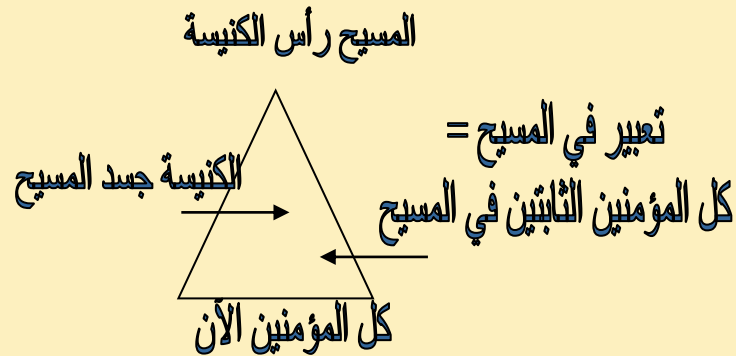 المسيح رأس الكنيسة
تعبير في المسيح =
كل المؤمنين الثابتين في المسيح
الكنيسة جسد المسيح
كل المؤمنين الآن